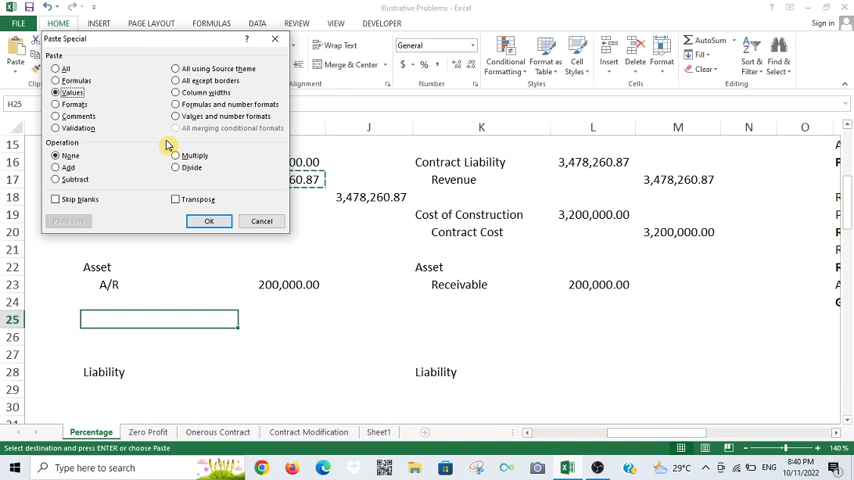 Illustrative Problems - Excel
Sign in
FILE HOME INSERT PAGE LAYOUT FORMULAS DATA REVIEW VIEW DEVELOPER
Paste
Wrap Text
Merge & Center
General
$ % ,
Number
Conditional Formatting
Format as Table
Cell Styles
Styles
Insert
Delete
Format
Cells
AutoSum
Fill
Clear
Sort & Filter
Find & Select
Editing
Paste Special ?
Paste
All All using Source theme
Formulas All except borders
Values Column widths
Formats Formulas and number formats
Comments Values and number formats
Validation All merging conditional formats
Operation
None Multiply
Add Divide
Subtract
Skip blanks Transpose
Paste Link OK Cancel
H25
J K L M N O
15
16 Contract Liability 3,478,260.87
17 Revenue 3,478,260.87
18 3,478,260.87
19 Cost of Construction 3,200,000.00
20 Contract Cost 3,200,000.00
21
22 Asset Asset
23 A/R 200,000.00 Receivable 200,000.00
24
25
26
27
28 Liability Liability
29
30
Percentage Zero Profit Onerous Contract Contract Modification Sheet1
Select destination and press ENTER or choose Paste
140 %
Type here to search
29°C
ENG
8:40 PM
10/11/2022